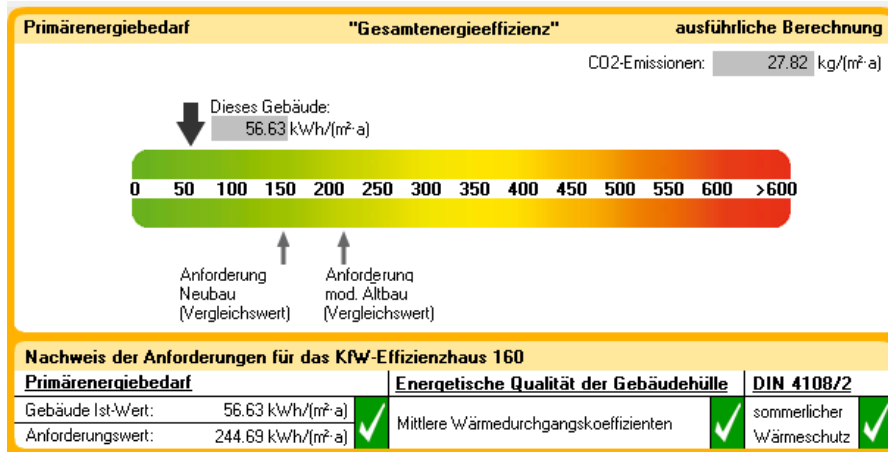 Primärenergiebedarf "Gesamtenergieeffizienz" ausführliche Berechnung
CO2-Emissionen: 27.82 kg/(m²·a)
Dieses Gebäude:
56.63 kWh/(m²·a)
0 50 100 150 200 250 300 350 400 450 500 550 600 >600
Anforderung
Neubau
(Vergleichswert)
Anforderung
mod. Altbau
(Vergleichswert)
Nachweis der Anforderungen für das KfW-Effizienzhaus 160
Primärenergiebedarf
Gebäude Ist-Wert: 56.63 kWh/(m²·a)
Anforderungswert: 244.69 kWh/(m²·a)
Energetische Qualität der Gebäudehülle
Mittlere Wärmedurchgangskoeffizienten
DIN 4108/2
sommerlicher
Wärmeschutz